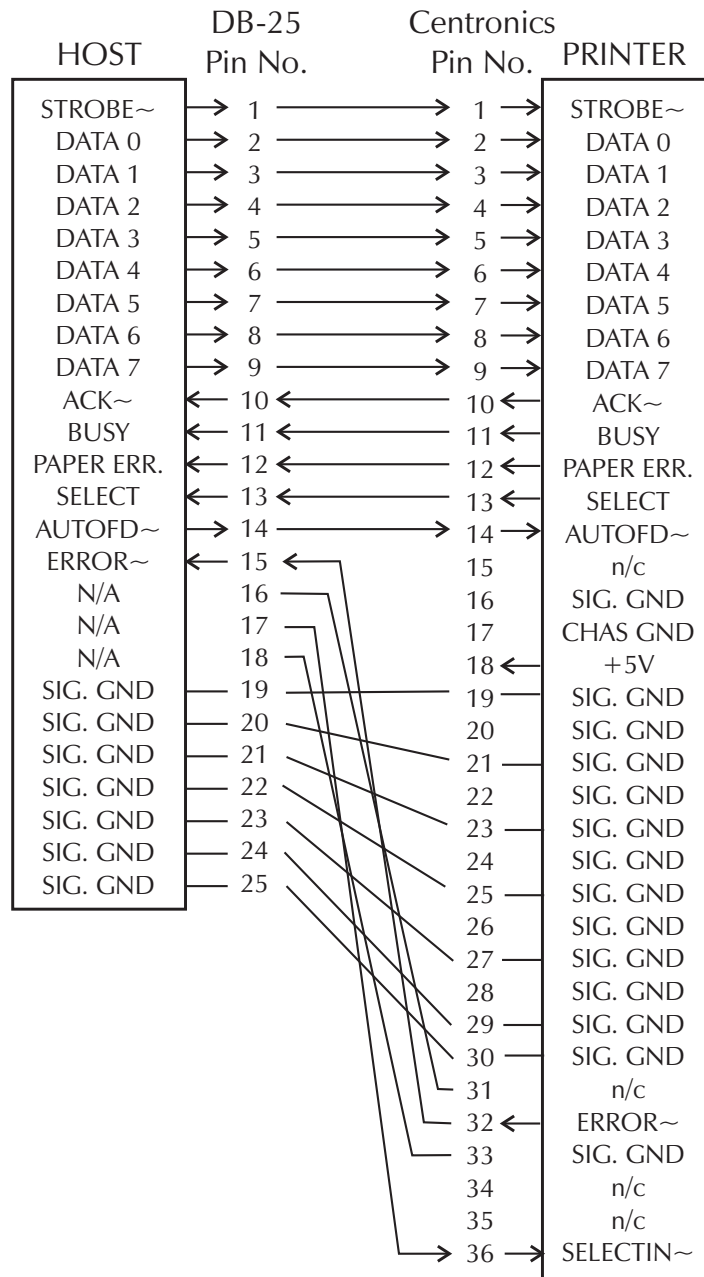 DB-25 Centronics
HOST Pin No. Pin No. PRINTER
STROBE~ 1 1 STROBE~
DATA 0 2 2 DATA 0
DATA 1 3 3 DATA 1
DATA 2 4 4 DATA 2
DATA 3 5 5 DATA 3
DATA 4 6 6 DATA 4
DATA 5 7 7 DATA 5
DATA 6 8 8 DATA 6
DATA 7 9 9 DATA 7
ACK~ 10 10 ACK~
BUSY 11 11 BUSY
PAPER ERR. 12 12 PAPER ERR.
SELECT 13 13 SELECT
AUTOFD~ 14 14 AUTOFD~
ERROR~ 15 15 n/c
N/A 16 16 SIG. GND
N/A 17 17 CHAS GND
N/A 18 18 +5V
SIG. GND 19 19 SIG. GND
SIG. GND 20 20 SIG. GND
SIG. GND 21 21 SIG. GND
SIG. GND 22 22 SIG. GND
SIG. GND 23 23 SIG. GND
SIG. GND 24 24 SIG. GND
SIG. GND 25 25 SIG. GND
26 SIG. GND
27 SIG. GND
28 SIG. GND
29 SIG. GND
30 SIG. GND
31 n/c
32 ERROR~
33 SIG. GND
34 n/c
35 n/c
36 SELECTIN~